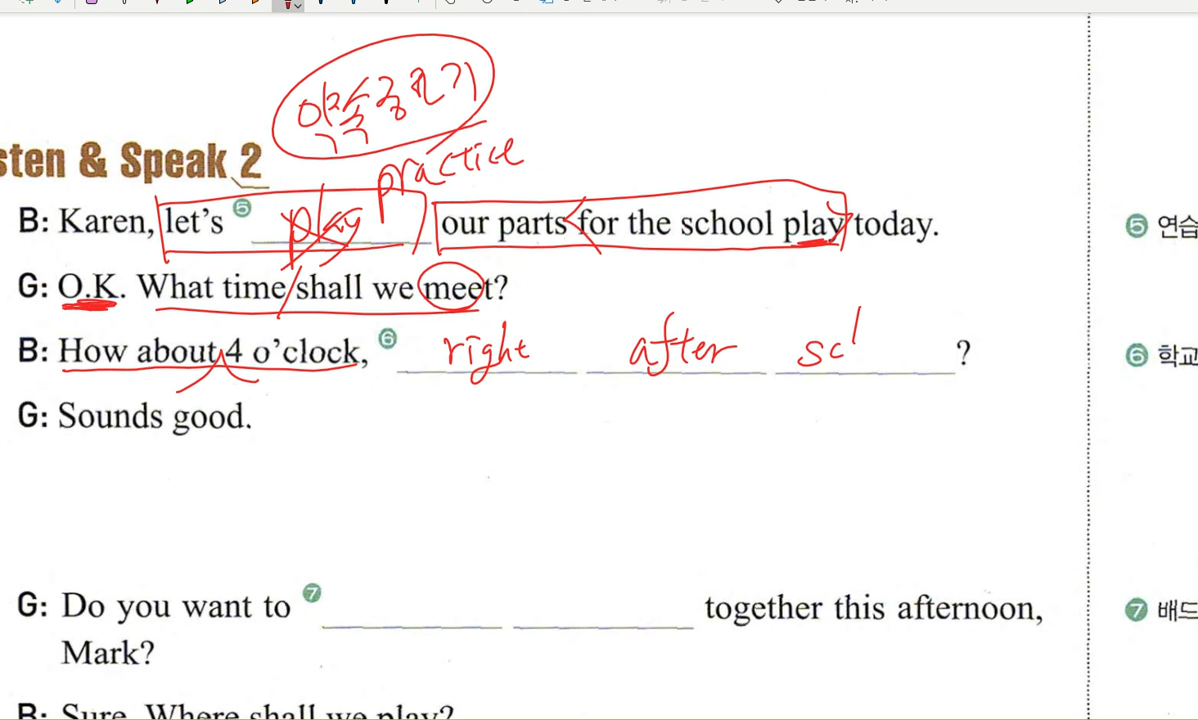 약속정하기
sten & Speak 2
practice
B: Karen, let's ⑤ play our parts for the school play today.
⑤ 연습
G: O.K. What time shall we meet?
B: How about 4 o'clock, ⑥ right after scl ?
⑥ 학교
G: Sounds good.
G: Do you want to ⑦ together this afternoon,
⑦ 배드
Mark?
B: Sure. Where shall we play?